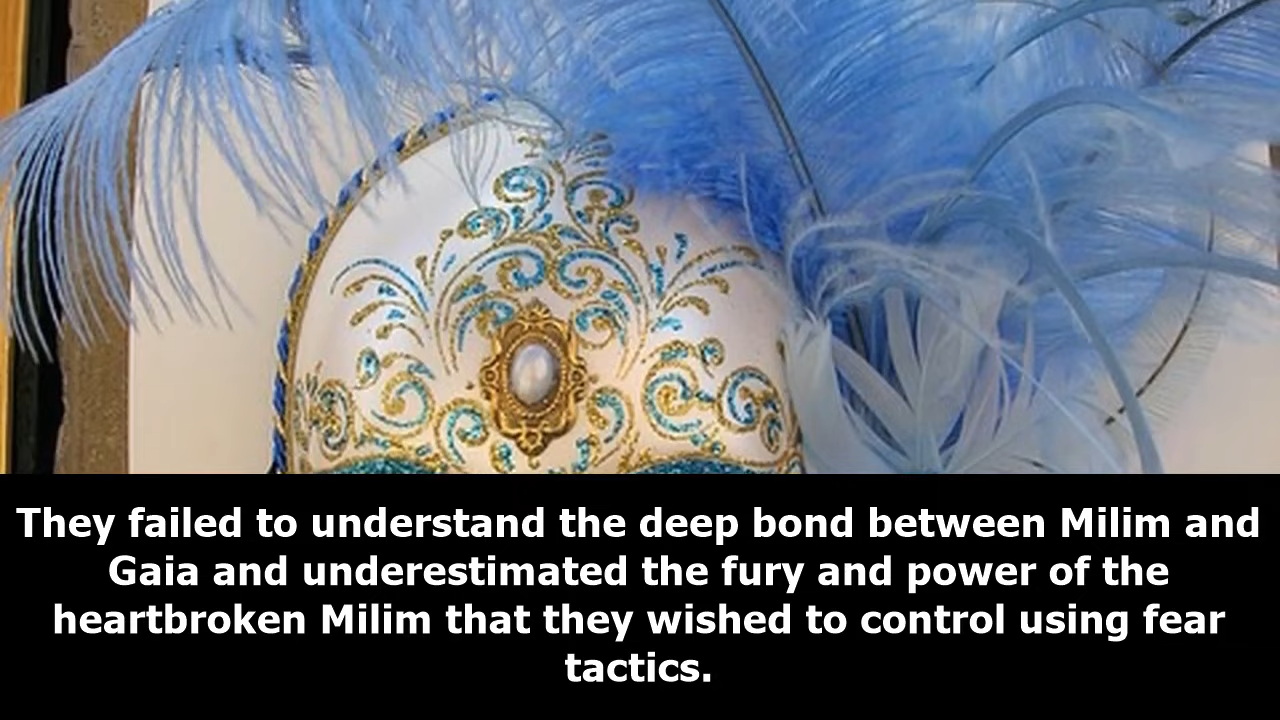 They failed to understand the deep bond between Milim and
Gaia and underestimated the fury and power of the
heartbroken Milim that they wished to control using fear
tactics.